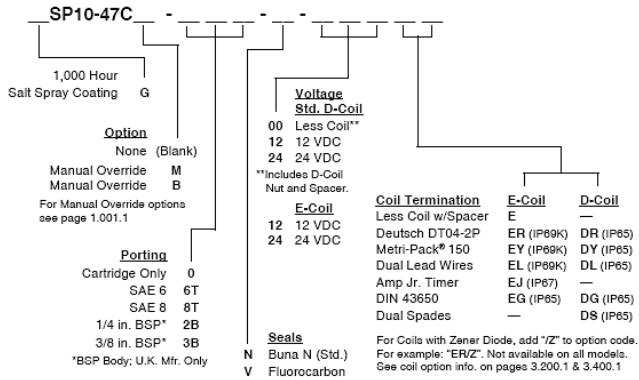 __SP10-47C__ - __ __ __ - __ - __ __ __ __ __
1,000 Hour
Salt Spray Coating G
Option
None (Blank)
Manual Override M
Manual Override B
For Manual Override options
see page 1.001.1
Porting
Cartridge Only 0
SAE 6 6T
SAE 8 8T
1/4 in. BSP* 2B
3/8 in. BSP* 3B
*BSP Body; U.K. Mfr. Only
Seals
N Buna N (Std.)
V Fluorocarbon
Voltage
Std. D-Coil
00 Less Coil**
12 12 VDC
24 24 VDC
**Includes D-Coil
Nut and Spacer.
E-Coil
12 12 VDC
24 24 VDC
Coil Termination E-Coil D-Coil
Less Coil w/Spacer E —
Deutsch DT04-2P ER (IP69K) DR (IP65)
Metri-Pack® 150 EY (IP69K) DY (IP65)
Dual Lead Wires EL (IP69K) DL (IP65)
Amp Jr. Timer EJ (IP67) —
DIN 43650 EG (IP65) DG (IP65)
Dual Spades — DS (IP65)
For Coils with Zener Diode, add "/Z" to option code.
For example: "ER/Z". Not available on all models.
See coil option info. on pages 3.200.1 & 3.400.1